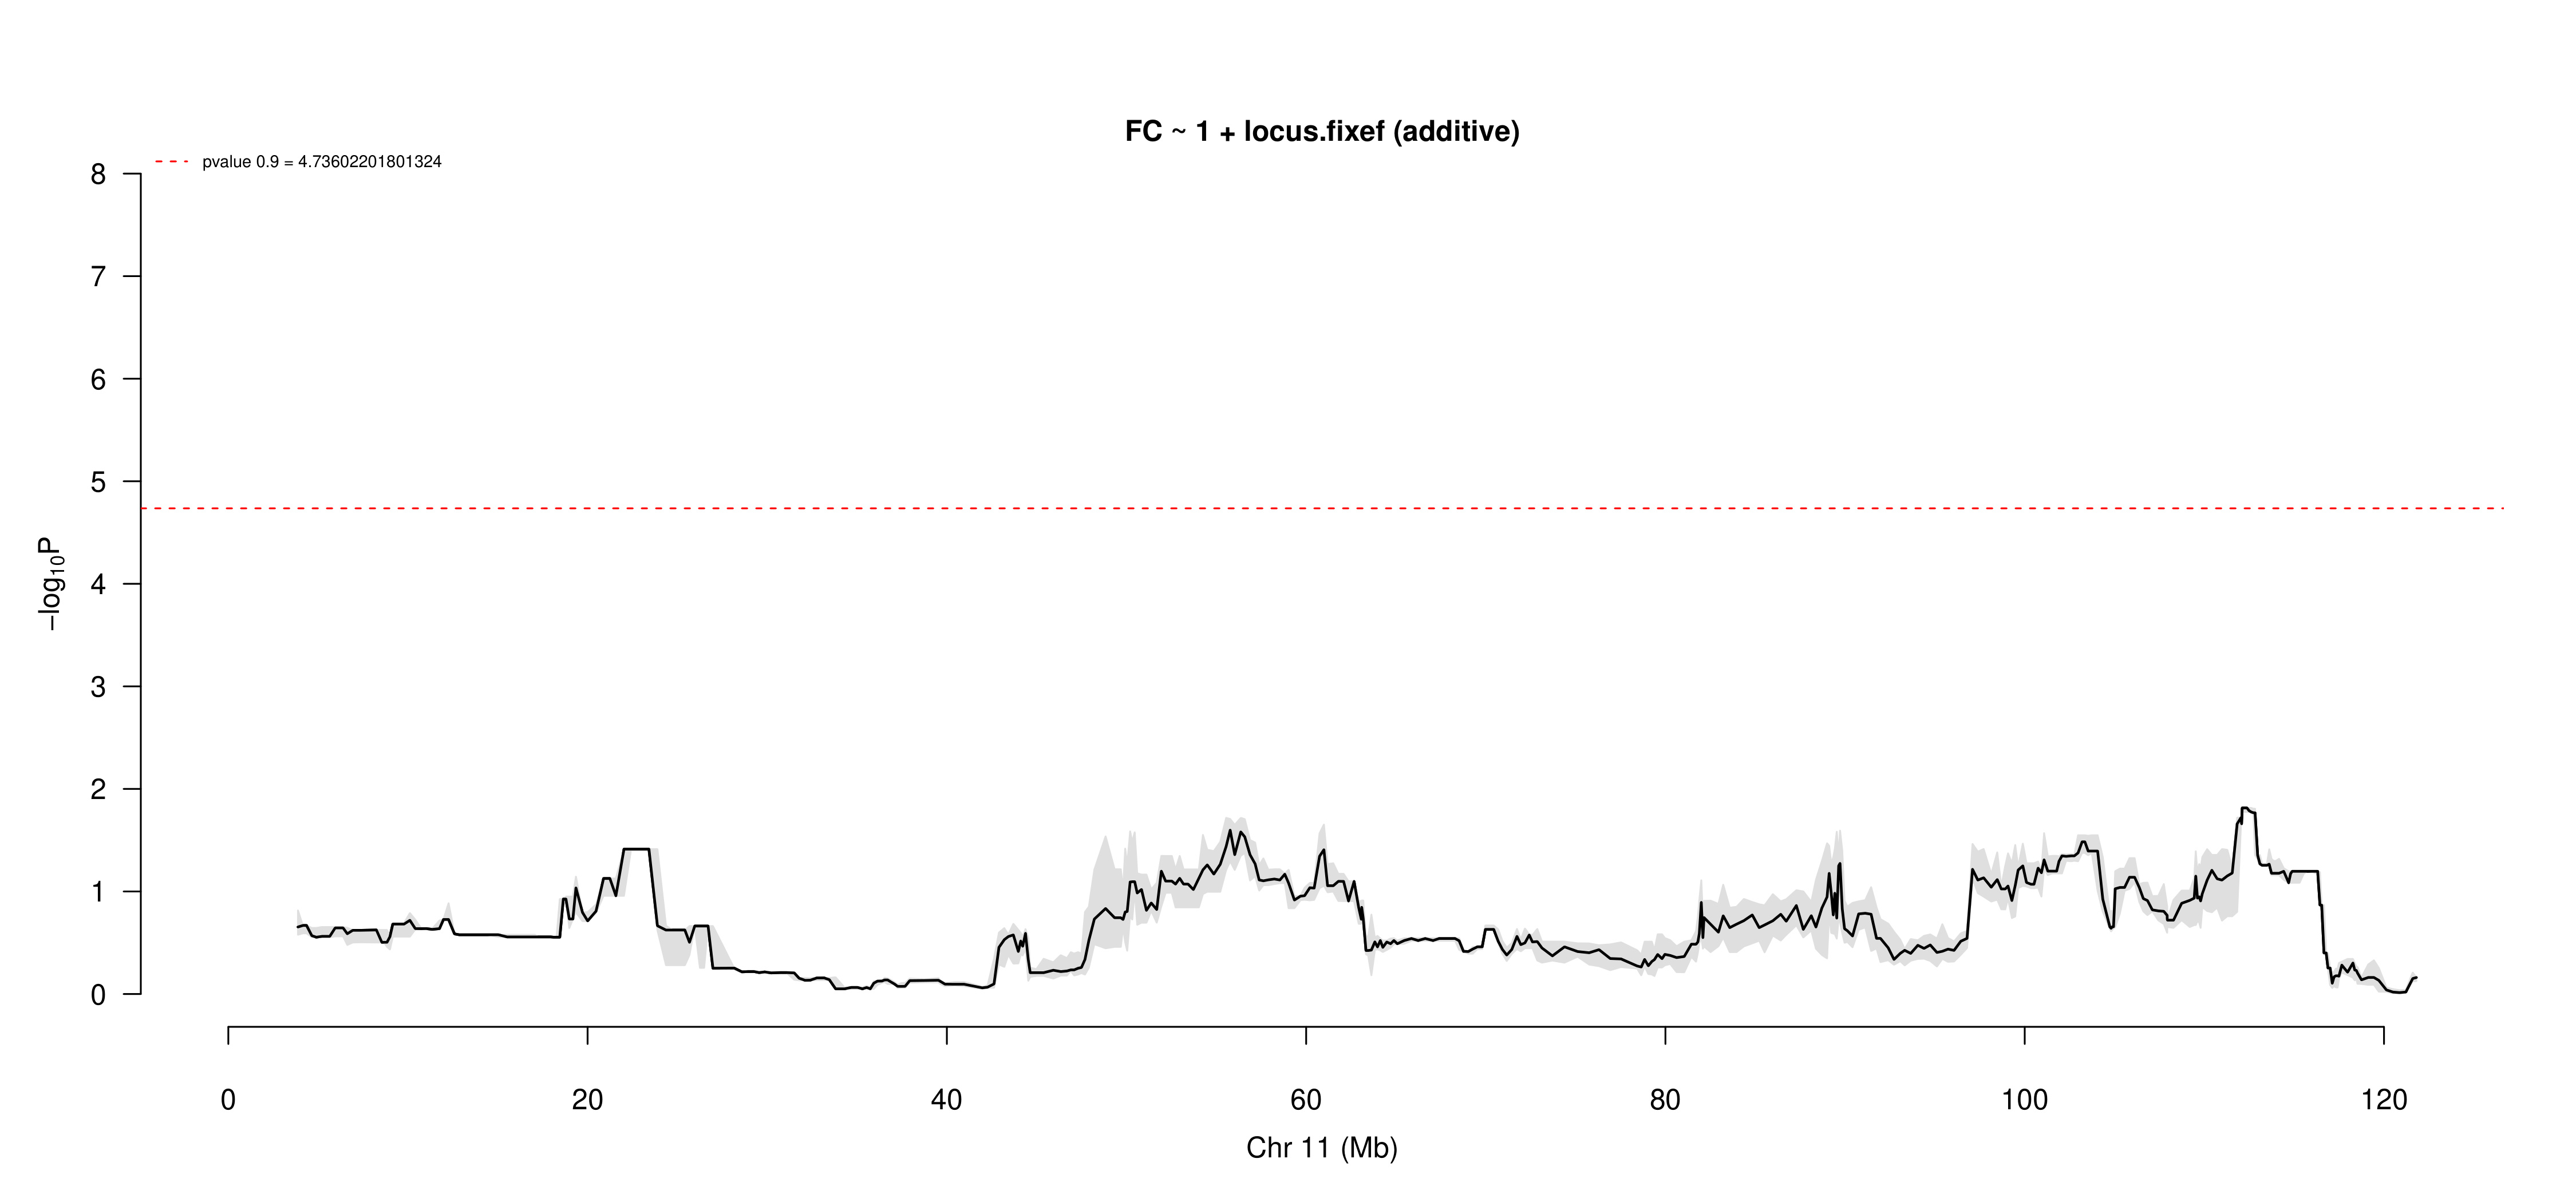 FC ~ 1 + locus.fixef (additive)
pvalue 0.9 = 4.73602201801324
8
7
6
5
4
3
2
1
0
−log10P
0 20 40 60 80 100 120
Chr 11 (Mb)